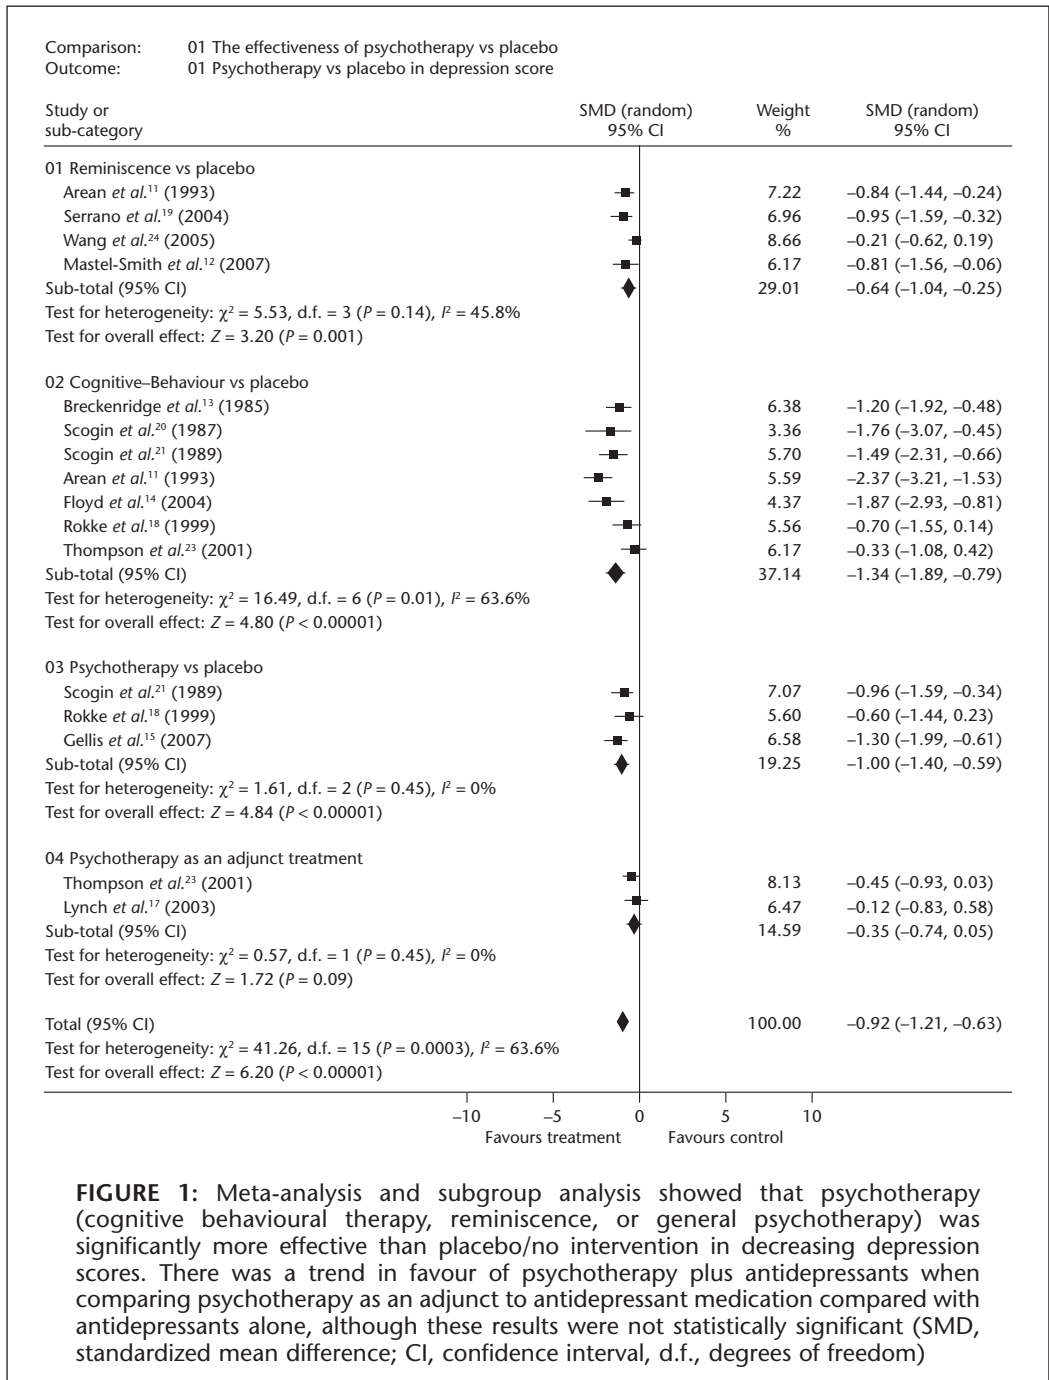 Comparison: 01 The effectiveness of psychotherapy vs placebo
Outcome: 01 Psychotherapy vs placebo in depression score
Study or sub-category SMD (random) 95% CI Weight % SMD (random) 95% CI
01 Reminiscence vs placebo
Arean et al.¹¹ (1993) 7.22 –0.84 (–1.44, –0.24)
Serrano et al.¹⁹ (2004) 6.96 –0.95 (–1.59, –0.32)
Wang et al.²⁴ (2005) 8.66 –0.21 (–0.62, 0.19)
Mastel-Smith et al.¹² (2007) 6.17 –0.81 (–1.56, –0.06)
Sub-total (95% CI) 29.01 –0.64 (–1.04, –0.25)
Test for heterogeneity: χ² = 5.53, d.f. = 3 (P = 0.14), I² = 45.8%
Test for overall effect: Z = 3.20 (P = 0.001)
02 Cognitive–Behaviour vs placebo
Breckenridge et al.¹³ (1985) 6.38 –1.20 (–1.92, –0.48)
Scogin et al.²⁰ (1987) 3.36 –1.76 (–3.07, –0.45)
Scogin et al.²¹ (1989) 5.70 –1.49 (–2.31, –0.66)
Arean et al.¹¹ (1993) 5.59 –2.37 (–3.21, –1.53)
Floyd et al.¹⁴ (2004) 4.37 –1.87 (–2.93, –0.81)
Rokke et al.¹⁸ (1999) 5.56 –0.70 (–1.55, 0.14)
Thompson et al.²³ (2001) 6.17 –0.33 (–1.08, 0.42)
Sub-total (95% CI) 37.14 –1.34 (–1.89, –0.79)
Test for heterogeneity: χ² = 16.49, d.f. = 6 (P = 0.01), I² = 63.6%
Test for overall effect: Z = 4.80 (P < 0.00001)
03 Psychotherapy vs placebo
Scogin et al.²¹ (1989) 7.07 –0.96 (–1.59, –0.34)
Rokke et al.¹⁸ (1999) 5.60 –0.60 (–1.44, 0.23)
Gellis et al.¹⁵ (2007) 6.58 –1.30 (–1.99, –0.61)
Sub-total (95% CI) 19.25 –1.00 (–1.40, –0.59)
Test for heterogeneity: χ² = 1.61, d.f. = 2 (P = 0.45), I² = 0%
Test for overall effect: Z = 4.84 (P < 0.00001)
04 Psychotherapy as an adjunct treatment
Thompson et al.²³ (2001) 8.13 –0.45 (–0.93, 0.03)
Lynch et al.¹⁷ (2003) 6.47 –0.12 (–0.83, 0.58)
Sub-total (95% CI) 14.59 –0.35 (–0.74, 0.05)
Test for heterogeneity: χ² = 0.57, d.f. = 1 (P = 0.45), I² = 0%
Test for overall effect: Z = 1.72 (P = 0.09)
Total (95% CI) 100.00 –0.92 (–1.21, –0.63)
Test for heterogeneity: χ² = 41.26, d.f. = 15 (P = 0.0003), I² = 63.6%
Test for overall effect: Z = 6.20 (P < 0.00001)
–10 –5 0 5 10
Favours treatment Favours control
FIGURE 1: Meta-analysis and subgroup analysis showed that psychotherapy
(cognitive behavioural therapy, reminiscence, or general psychotherapy) was
significantly more effective than placebo/no intervention in decreasing depression
scores. There was a trend in favour of psychotherapy plus antidepressants when
comparing psychotherapy as an adjunct to antidepressant medication compared with
antidepressants alone, although these results were not statistically significant (SMD,
standardized mean difference; CI, confidence interval, d.f., degrees of freedom)